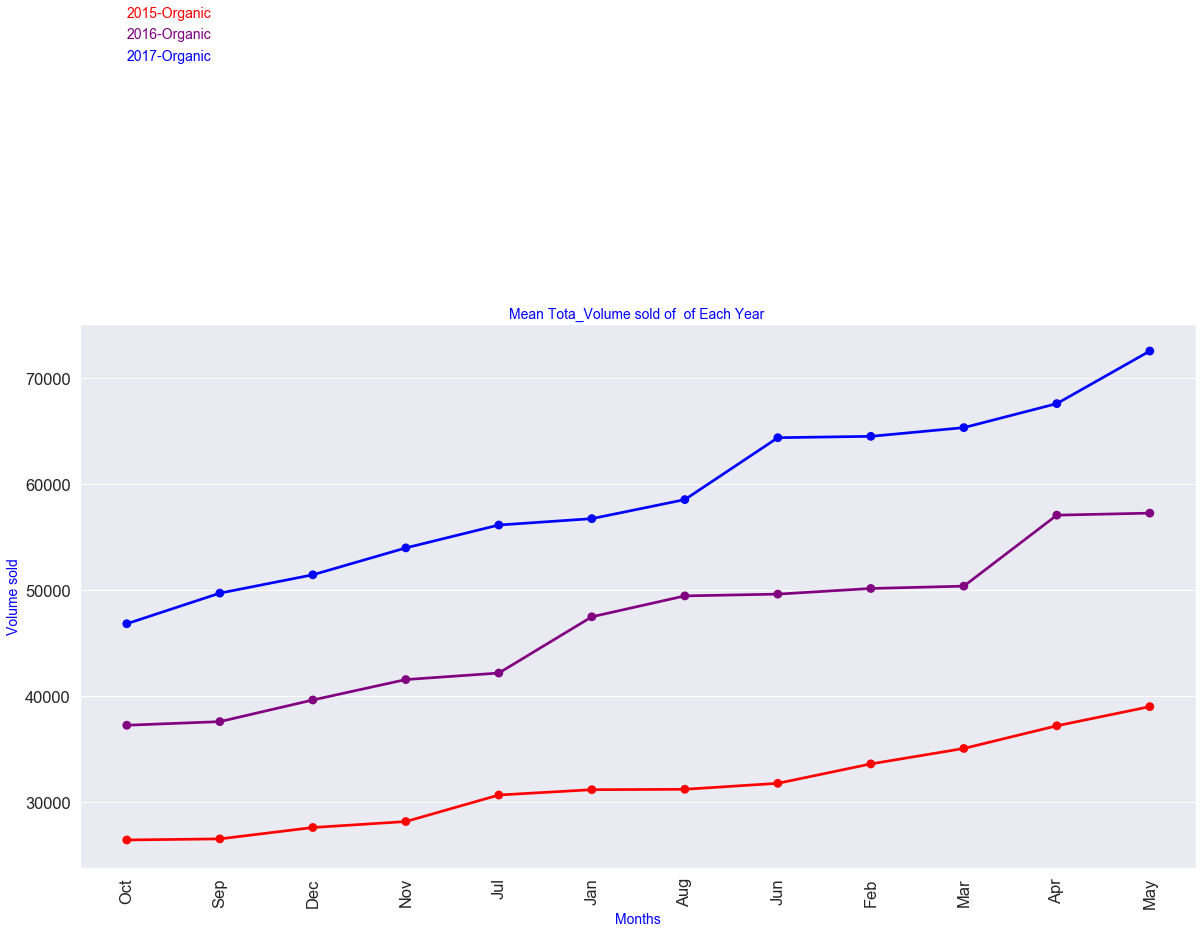 2015-Organic
2016-Organic
2017-Organic
Mean Tota_Volume sold of  of Each Year
70000
60000
50000
40000
30000
Volume sold
Oct Sep Dec Nov Jul Jan Aug Jun Feb Mar Apr May
Months